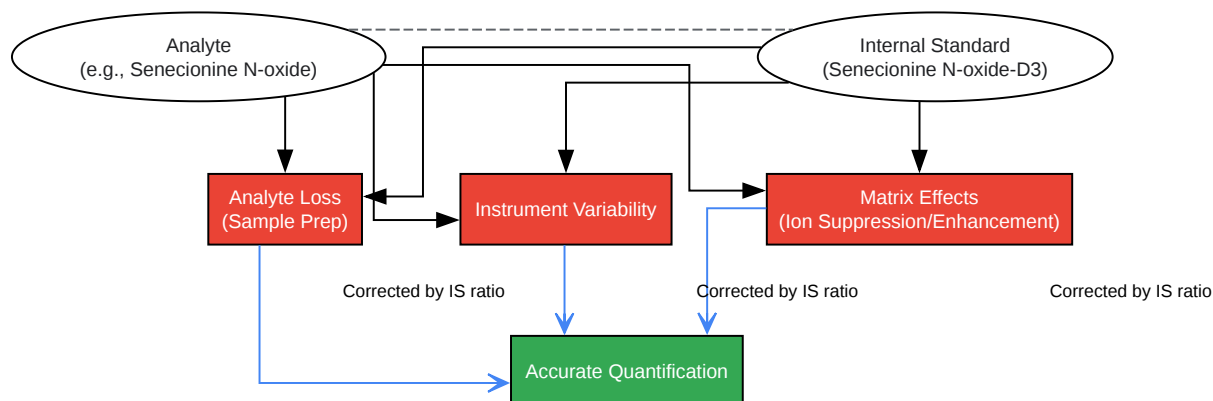 Analyte
(e.g., Senecionine N-oxide)
Internal Standard
(Senecionine N-oxide-D3)
Analyte Loss
(Sample Prep)
Instrument Variability
Matrix Effects
(Ion Suppression/Enhancement)
Corrected by IS ratio
Corrected by IS ratio
Corrected by IS ratio
Accurate Quantification